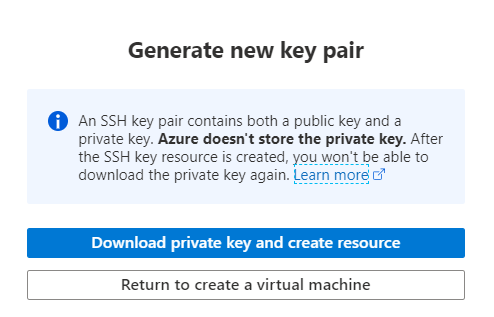 Generate new key pair
An SSH key pair contains both a public key and a
private key. Azure doesn't store the private key. After
the SSH key resource is created, you won't be able to
download the private key again. Learn more
Download private key and create resource
Return to create a virtual machine